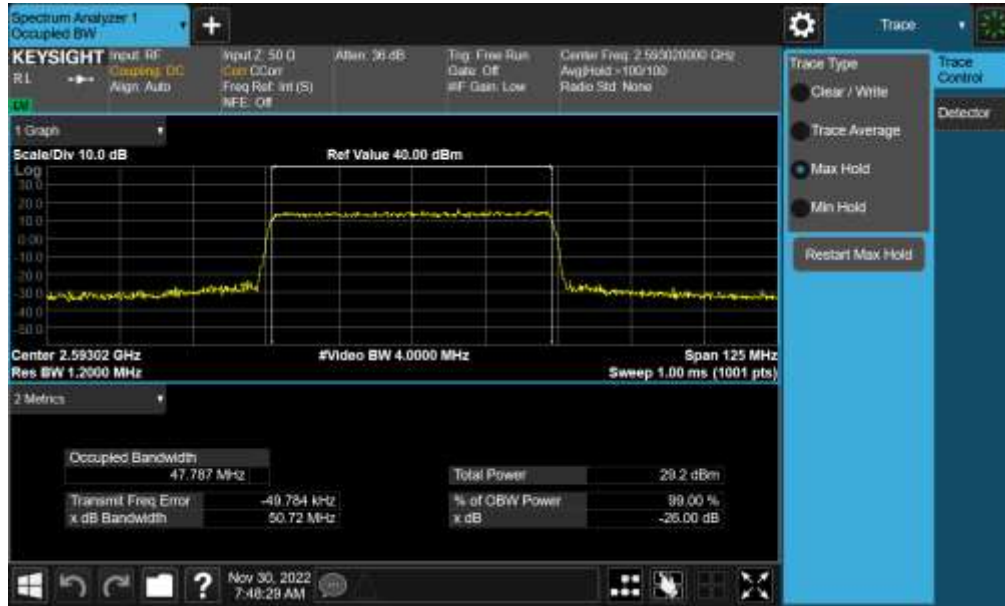 Spectrum Analyzer 1
Occupied BW
+
Trace
KEYSIGHT
R L
Input: RF
Coupling: DC
Align: Auto
Input Z: 50 Ω
Corr CCorr
Freq Ref: Int (S)
NFE: Off
Atten: 36 dB
Trig: Free Run
Gate: Off
#IF Gain: Low
Center Freq: 2.593020000 GHz
Avg|Hold:>100/100
Radio Std: None
1 Graph
Scale/Div 10.0 dB
Ref Value 40.00 dBm
Log
30.0
20.0
10.0
0.00
-10.0
-20.0
-30.0
-40.0
-50.0
Center 2.59302 GHz
#Video BW 4.0000 MHz
Span 125 MHz
Res BW 1.2000 MHz
Sweep 1.00 ms (1001 pts)
2 Metrics
Occupied Bandwidth
47.787 MHz
Total Power 29.2 dBm
Transmit Freq Error -49.784 kHz
% of OBW Power 99.00 %
x dB Bandwidth 50.72 MHz
x dB -26.00 dB
?
Nov 30, 2022
7:48:29 AM
Trace Type
Clear / Write
Trace Average
Max Hold
Min Hold
Restart Max Hold
Trace
Control
Detector